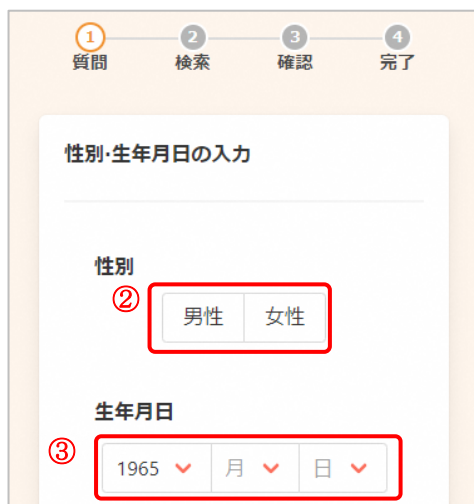 1 2 3 4
質問 検索 確認 完了
性別·生年月日の入力
性別
②
男性 女性
生年月日
③
1965 月 日